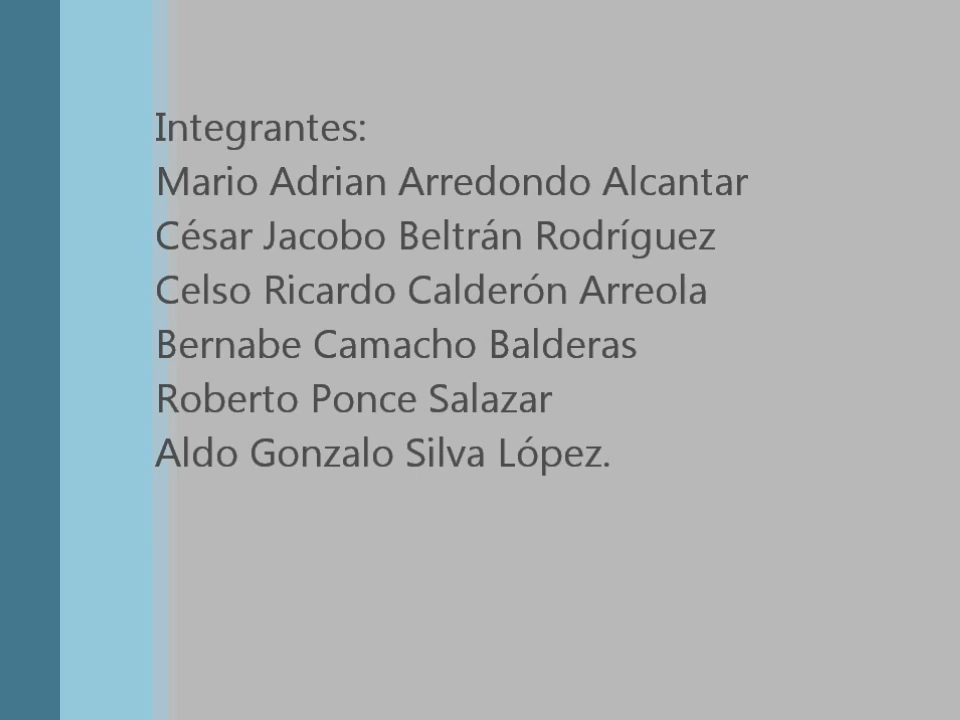 Integrantes:
Mario Adrian Arredondo Alcantar
César Jacobo Beltrán Rodríguez
Celso Ricardo Calderón Arreola
Bernabe Camacho Balderas
Roberto Ponce Salazar
Aldo Gonzalo Silva López.